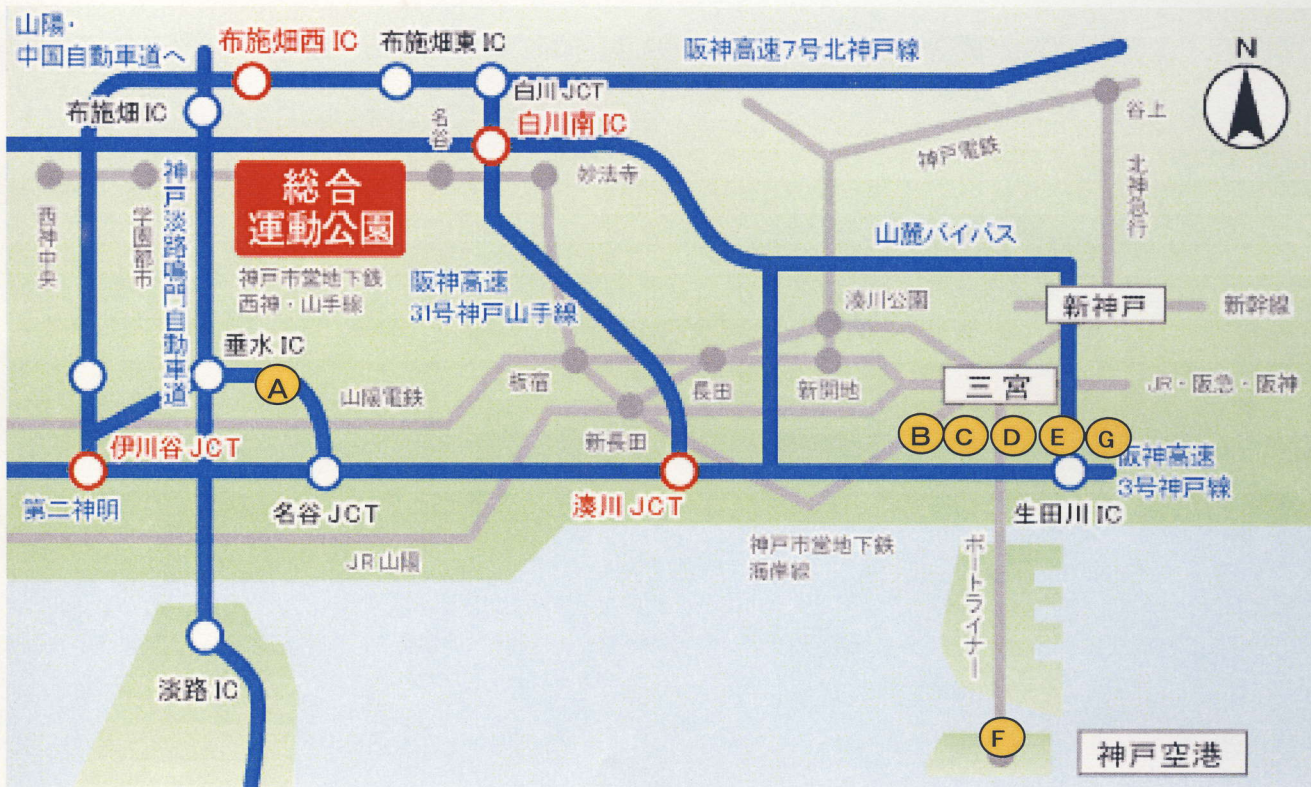 山陽・
中国自動車道へ
布施畑西 IC
布施畑東 IC
阪神高速7号北神戸線
N
布施畑 IC
白川 JCT
白川南 IC
名谷
谷上
神戸電鉄
北神急行
総合
運動公園
妙法寺
西神中央
学園都市
神戸淡路鳴門自動車道
神戸市営地下鉄
西神・山手線
阪神高速
31号神戸山手線
山麓バイパス
湊川公園
新神戸
新幹線
垂水 IC
A
山陽電鉄
板宿
長田
新開地
三宮
JR・阪急・阪神
新長田
B
C
D
E
G
伊川谷 JCT
第二神明
名谷 JCT
湊川 JCT
阪神高速
3号神戸線
生田川 IC
JR 山陽
神戸市営地下鉄
海岸線
ポートライナー
淡路 IC
F
神戸空港